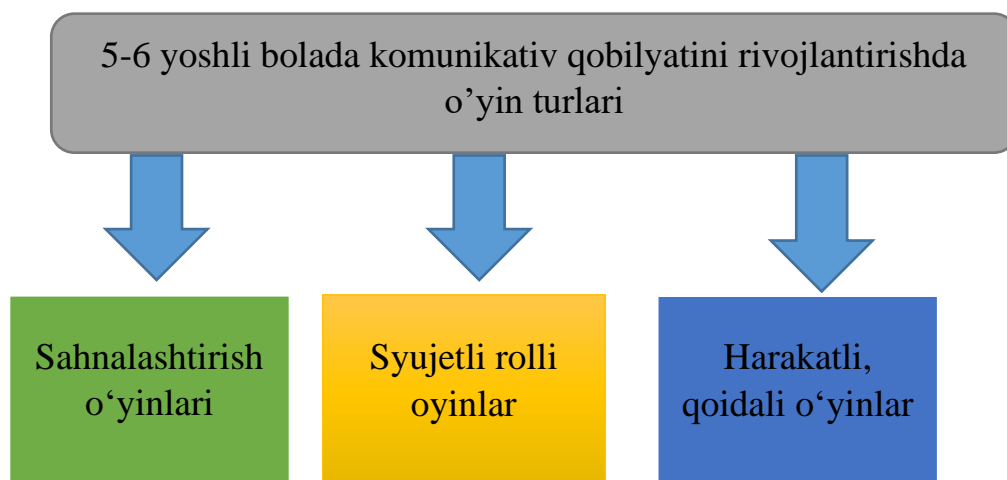 5-6 yoshli bolada komunikativ qobilyatini rivojlantirishda
o’yin turlari
Sahnalashtirish
o‘yinlari
Syujetli rolli
oyinlar
Harakatli,
qoidali o‘yinlar